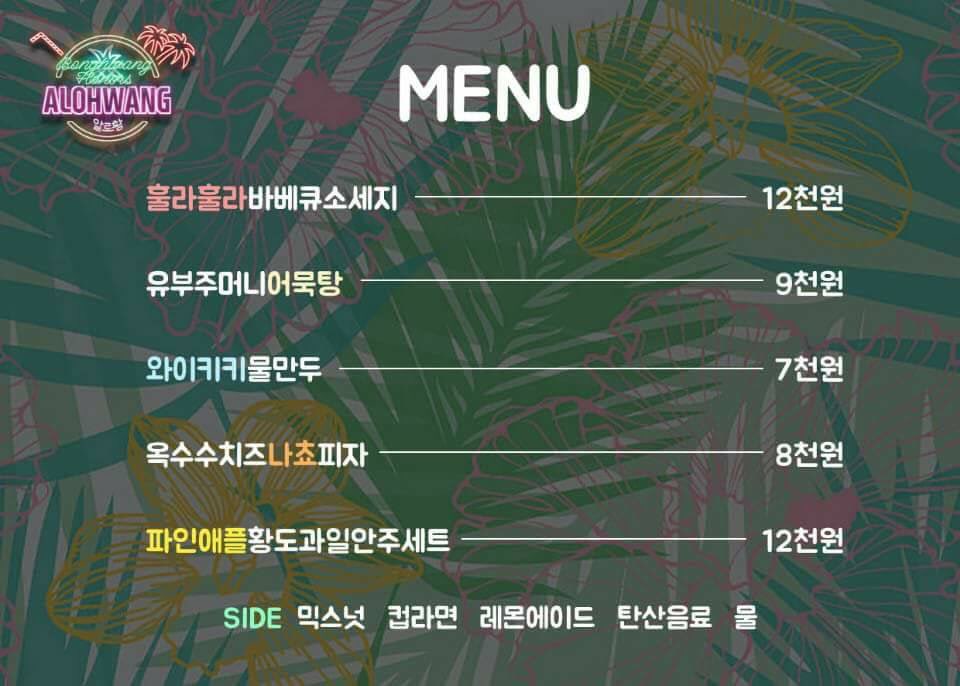 ALOHWANG
알로황
MENU
훌라훌라바베큐소세지 12천원
유부주머니어묵탕 9천원
와이키키물만두 7천원
옥수수치즈나쵸피자 8천원
파인애플황도과일안주세트 12천원
SIDE 믹스넛 컵라면 레몬에이드 탄산음료 물